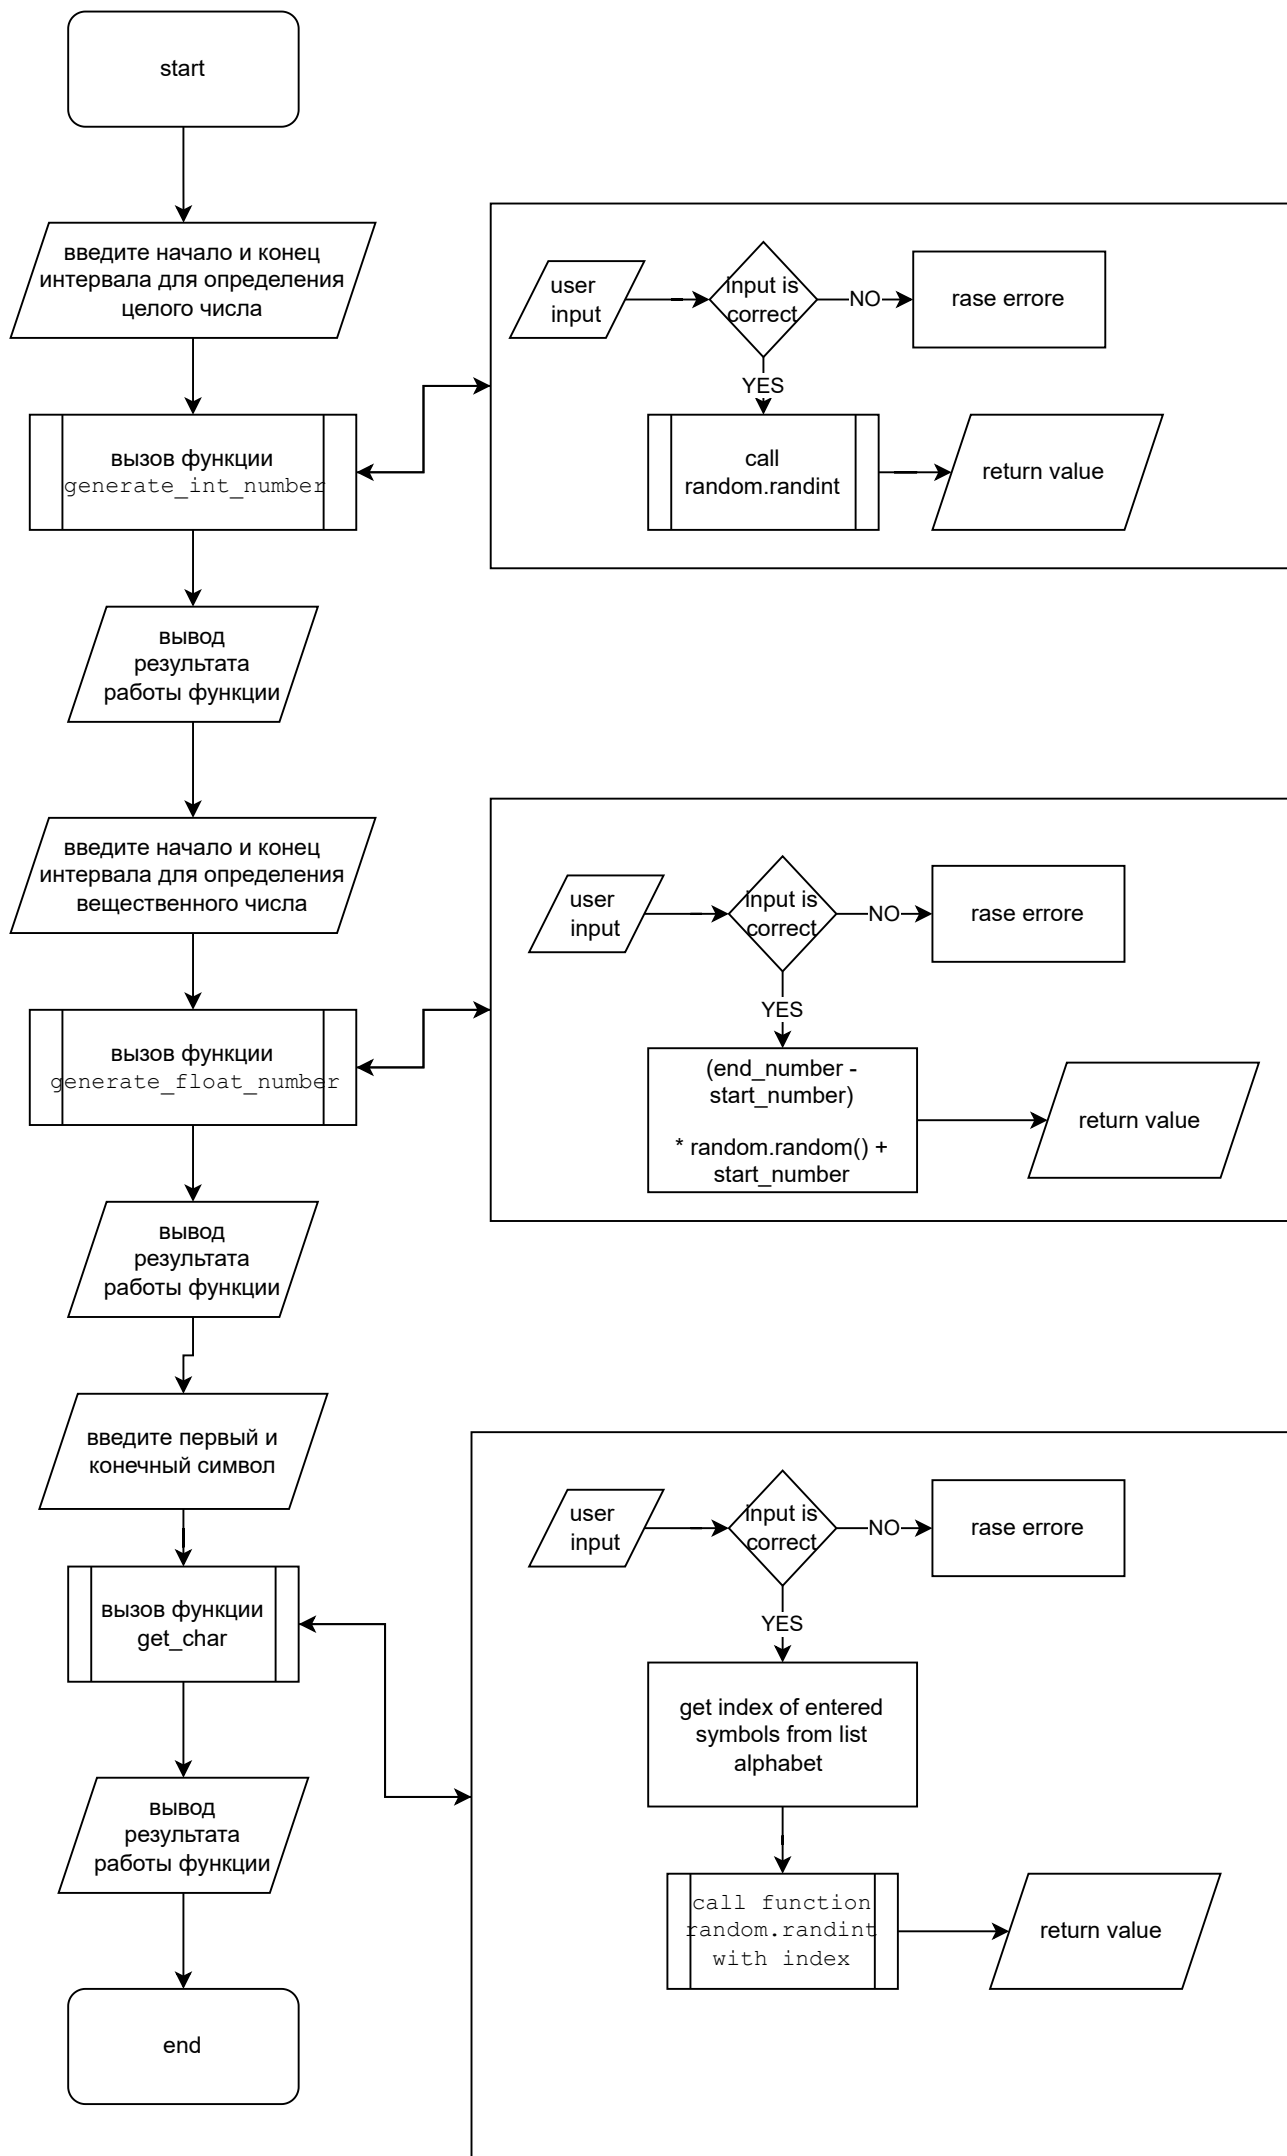 start
введите начало и конец
интервала для определения
целого числа
вызов функции
generate_int_number
user
input
input is
correct
NO
rase errore
YES
call
random.randint
return value
вывод
результата
работы функции
введите начало и конец
интервала для определения
вещественного числа
вызов функции
generate_float_number
user
input
input is
correct
NO
rase errore
YES
(end_number -
start_number)
* random.random() +
start_number
return value
вывод
результата
работы функции
введите первый и
конечный символ
вызов функции
get_char
user
input
input is
correct
NO
rase errore
YES
get index of entered
symbols from list
alphabet
call function
random.randint
with index
return value
вывод
результата
работы функции
end